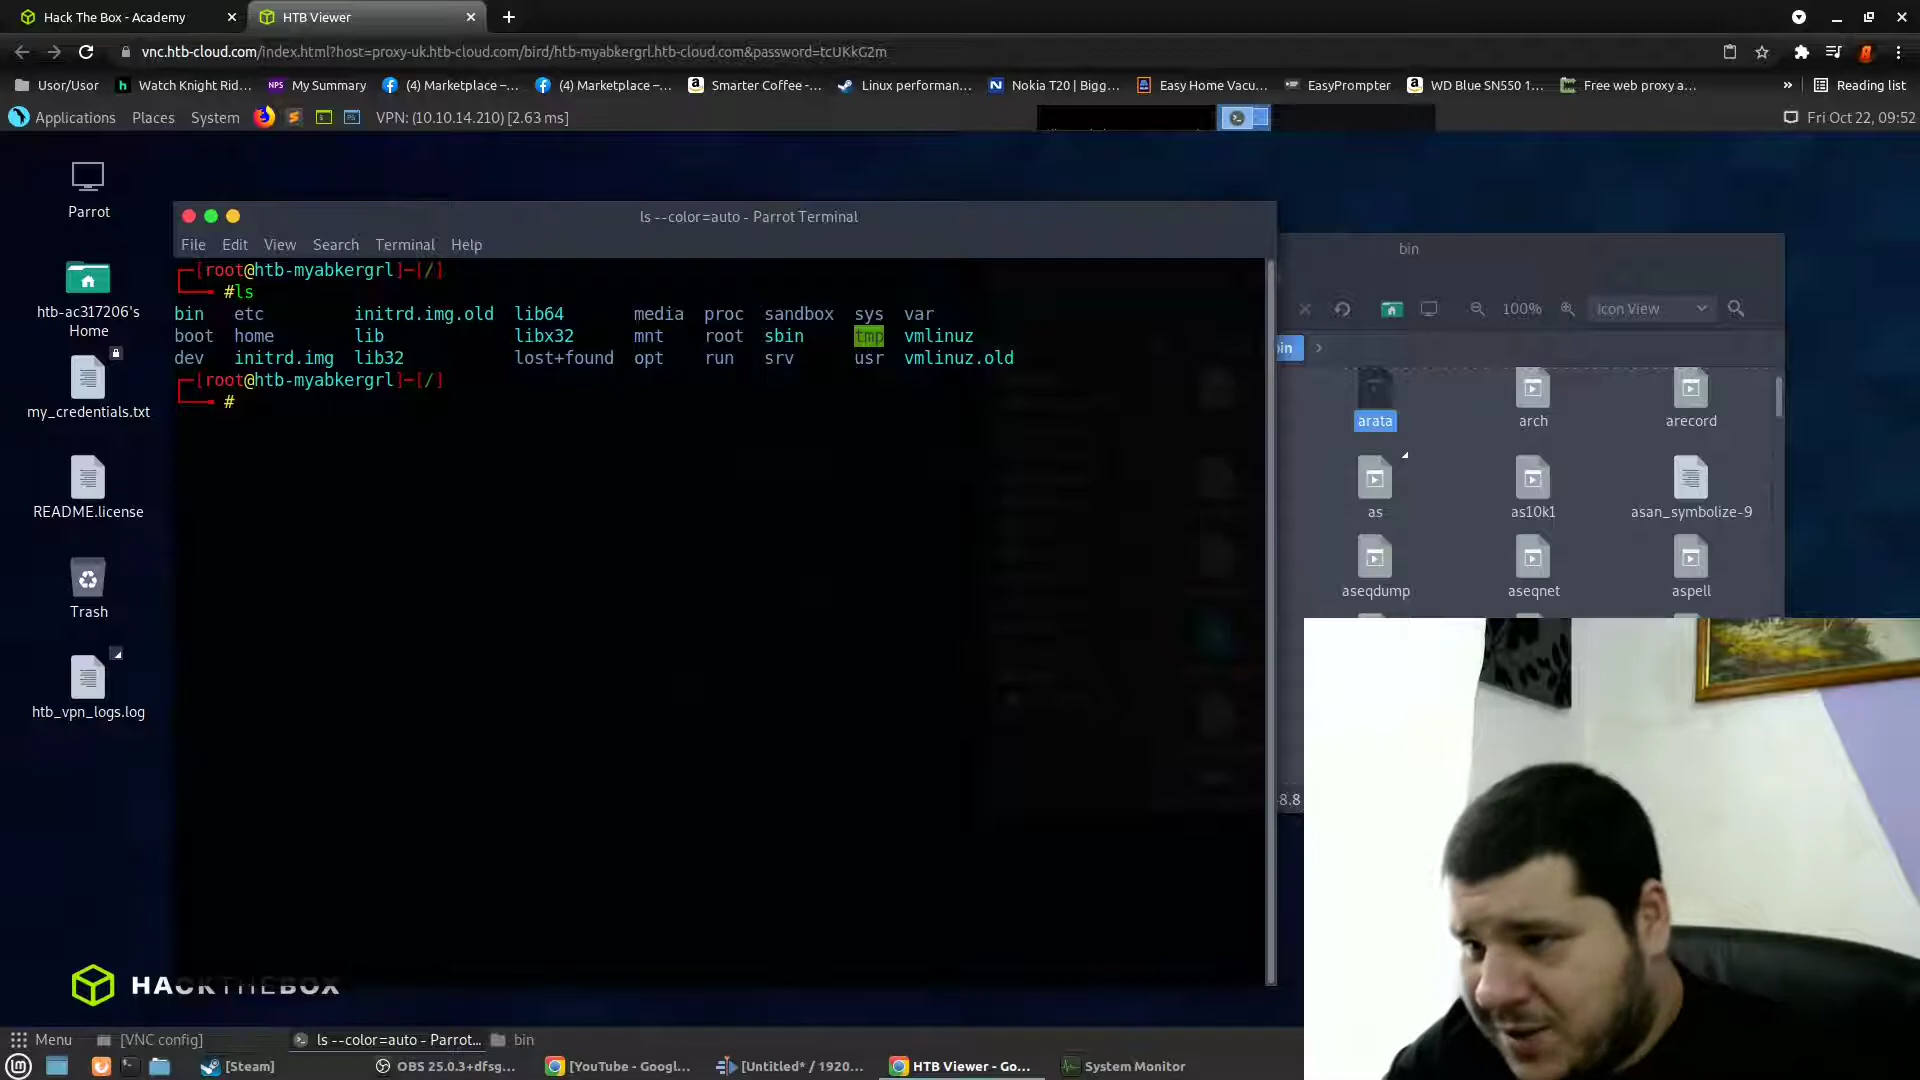 Hack The Box - Academy
HTB Viewer
vnc.htb-cloud.com/index.html?host=proxy-uk.htb-cloud.com/bird/htb-myabkergrl.htb-cloud.com&password=tcUKkG2m
Usor/Usor
Watch Knight Rid...
NPS My Summary
(4) Marketplace –...
(4) Marketplace –...
Smarter Coffee -...
Linux performan...
Nokia T20 | Bigg...
Easy Home Vacu...
EasyPrompter
WD Blue SN550 1...
Free web proxy a...
»
Reading list
Applications Places System VPN: (10.10.14.210) [2.63 ms]
Fri Oct 22, 09:52
Parrot
htb-ac317206's
Home
my_credentials.txt
README.license
Trash
htb_vpn_logs.log
HACKTHEBOX
ls --color=auto - Parrot Terminal
File Edit View Search Terminal Help
┌─[root@htb-myabkergrl]─[/]
└──╼ #ls
bin etc initrd.img.old lib64 media proc sandbox sys var
boot home lib libx32 mnt root sbin tmp vmlinuz
dev initrd.img lib32 lost+found opt run srv usr vmlinuz.old
┌─[root@htb-myabkergrl]─[/]
└──╼ #
bin
100% Icon View
arata arch arecord
as as10k1 asan_symbolize-9
aseqdump aseqnet aspell
Menu [VNC config] ls --color=auto - Parrot... bin
[Steam] OBS 25.0.3+dfsg... [YouTube - Googl... [Untitled* / 1920... HTB Viewer - Go... System Monitor